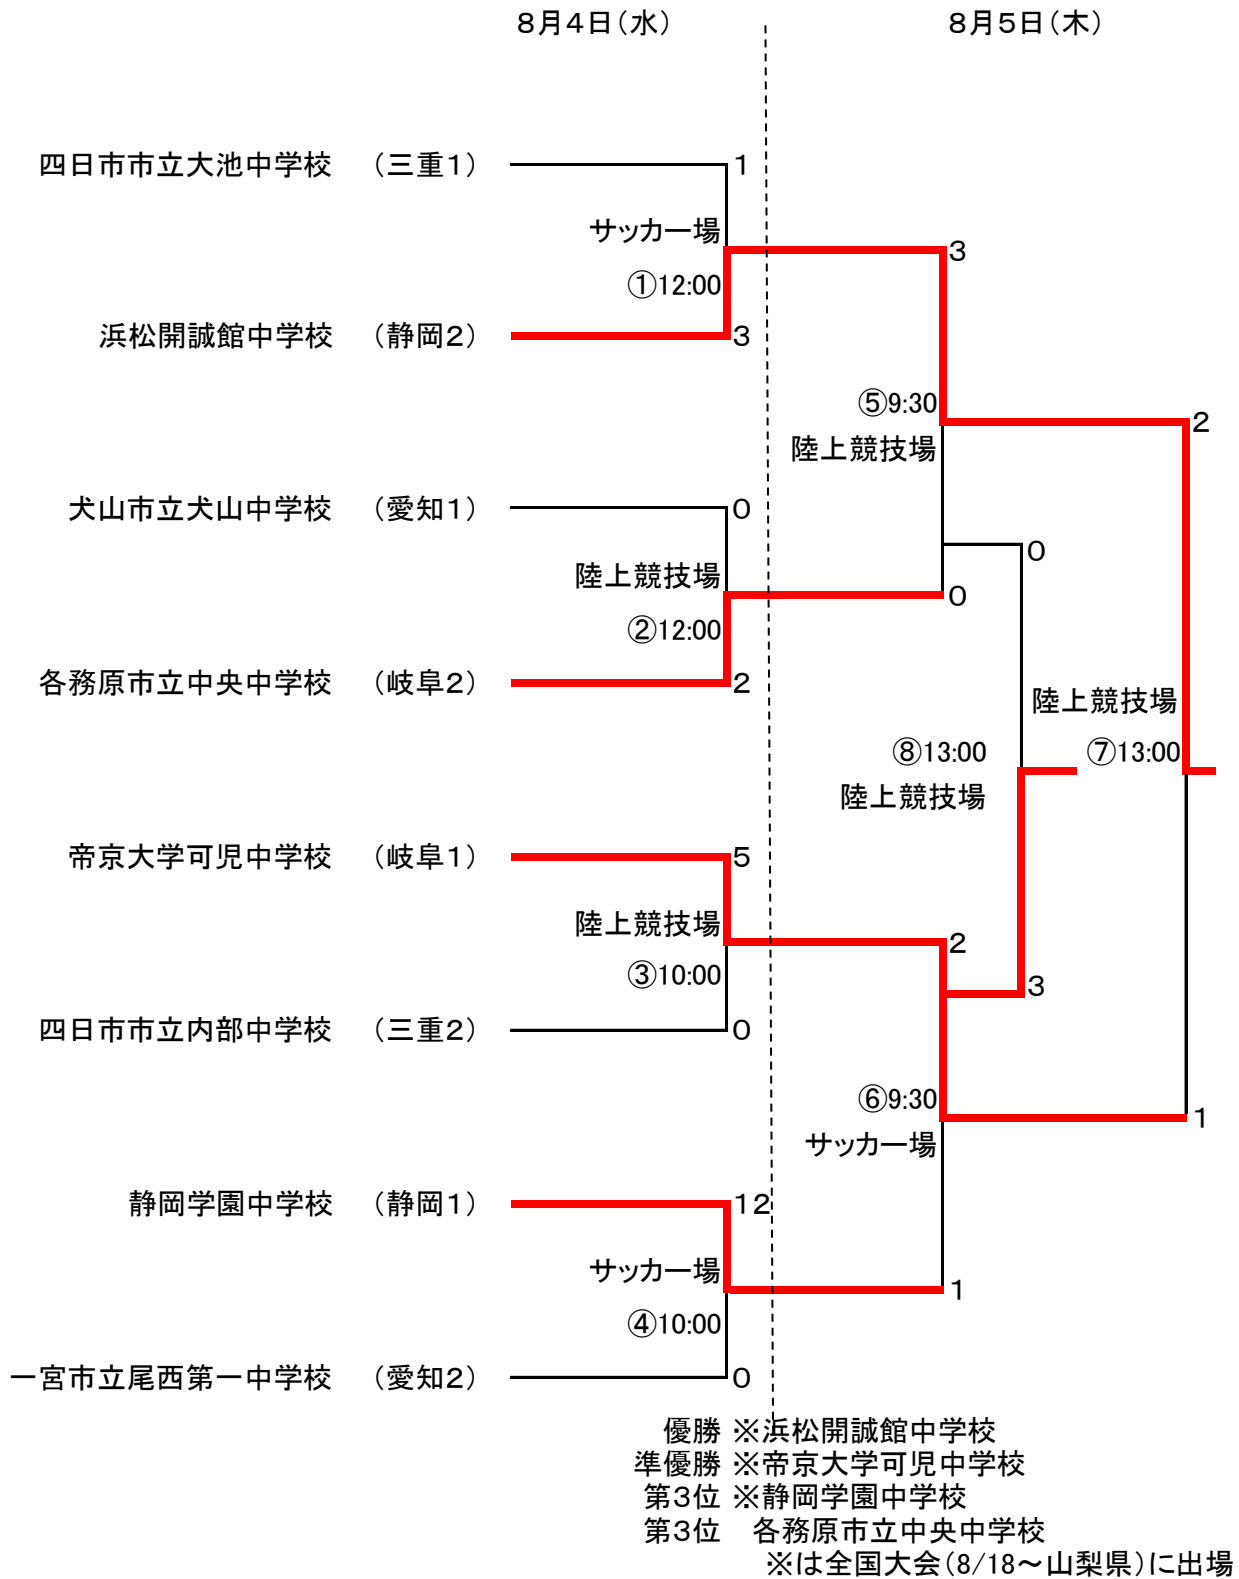 8月4日(水)
8月5日(木)
四日市市立大池中学校 (三重1)
1
サッカー場
3
①12:00
浜松開誠館中学校 (静岡2)
3
⑤9:30
2
陸上競技場
犬山市立犬山中学校 (愛知1)
0
0
陸上競技場
0
②12:00
各務原市立中央中学校 (岐阜2)
2
陸上競技場
⑧13:00
⑦13:00
陸上競技場
帝京大学可児中学校 (岐阜1)
5
陸上競技場
2
③10:00
3
四日市市立内部中学校 (三重2)
0
⑥9:30
1
サッカー場
静岡学園中学校 (静岡1)
12
サッカー場
1
④10:00
一宮市立尾西第一中学校 (愛知2)
0
優勝 ※浜松開誠館中学校
準優勝 ※帝京大学可児中学校
第3位 ※静岡学園中学校
第3位 各務原市立中央中学校
※は全国大会(8/18～山梨県)に出場